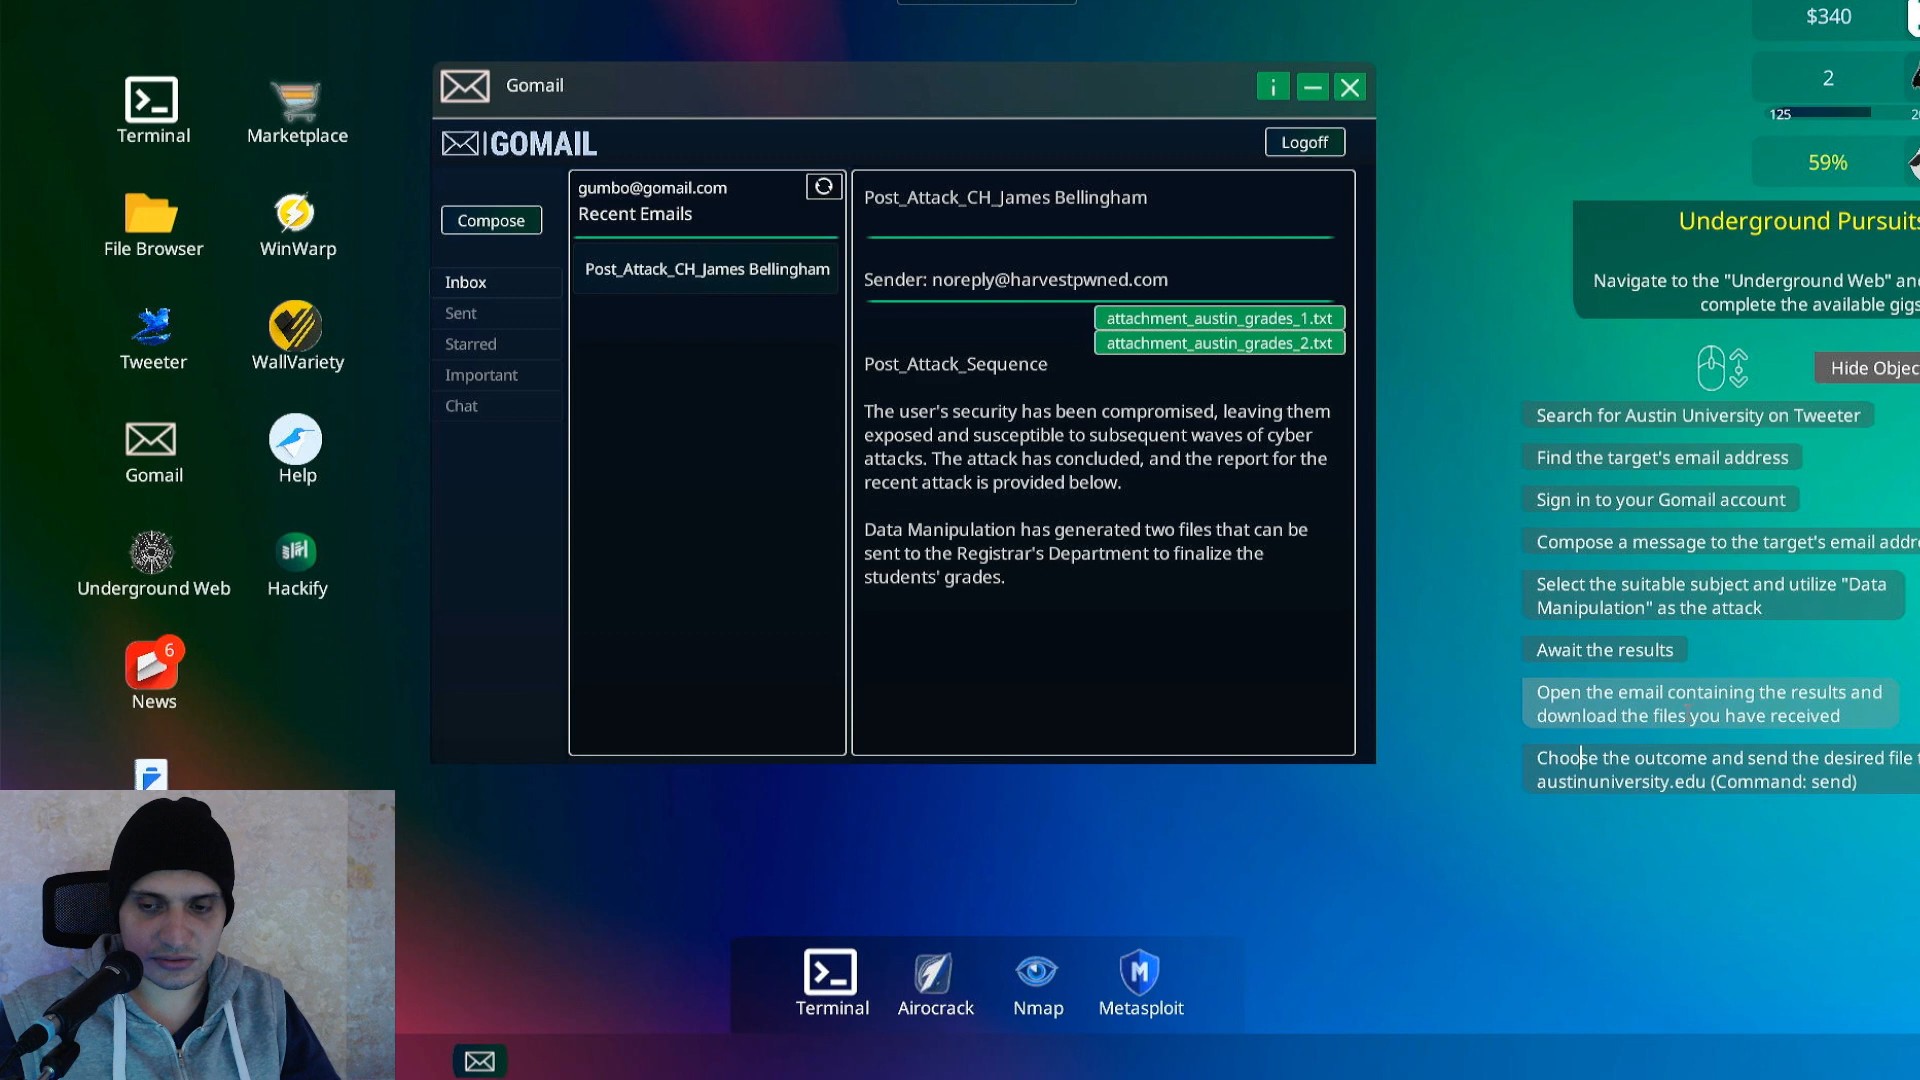 $340
2
125
59%
Underground Pursuits
Navigate to the "Underground Web" and
complete the available gigs
Hide Objec
Search for Austin University on Tweeter
Find the target's email address
Sign in to your Gomail account
Compose a message to the target's email addre
Select the suitable subject and utilize "Data
Manipulation" as the attack
Await the results
Open the email containing the results and
download the files you have received
Choose the outcome and send the desired file t
austinuniversity.edu (Command: send)
Terminal
Marketplace
File Browser
WinWarp
Tweeter
WallVariety
Gomail
Help
Underground Web
Hackify
6
News
Gomail
i
GOMAIL
Logoff
Compose
Inbox
Sent
Starred
Important
Chat
gumbo@gomail.com
Recent Emails
Post_Attack_CH_James Bellingham
Post_Attack_CH_James Bellingham
Sender: noreply@harvestpwned.com
attachment_austin_grades_1.txt
attachment_austin_grades_2.txt
Post_Attack_Sequence
The user's security has been compromised, leaving them
exposed and susceptible to subsequent waves of cyber
attacks. The attack has concluded, and the report for the
recent attack is provided below.
Data Manipulation has generated two files that can be
sent to the Registrar's Department to finalize the
students' grades.
Terminal
Airocrack
Nmap
M
Metasploit